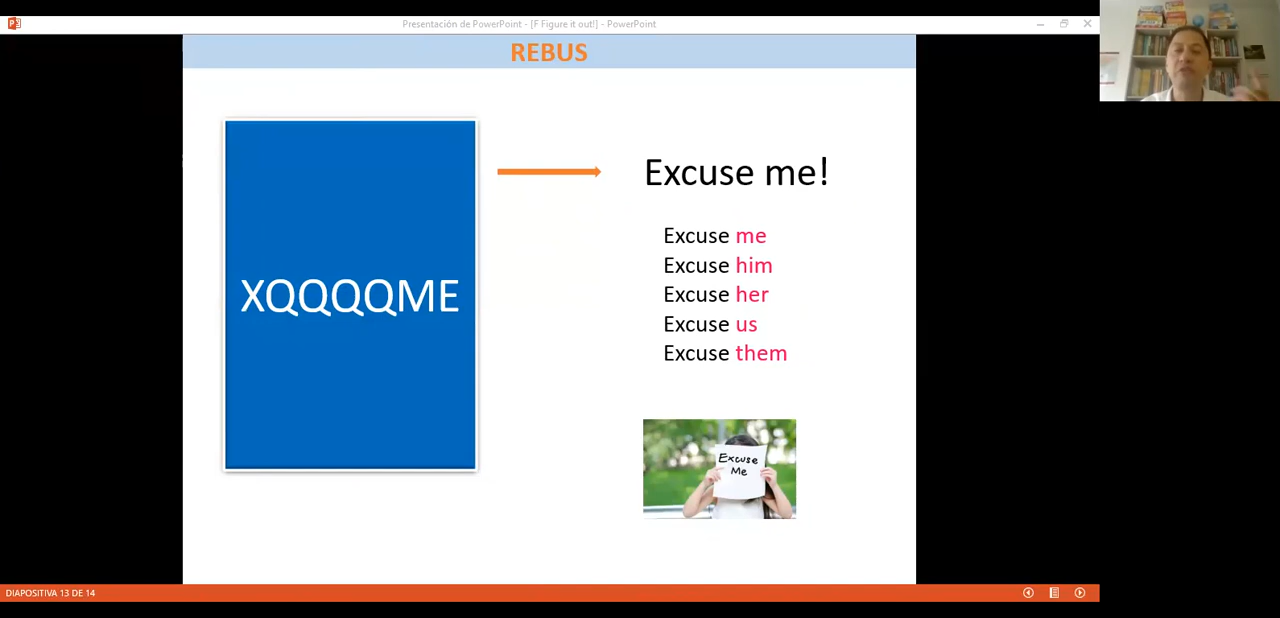 Presentación de PowerPoint - [F Figure it out!] - PowerPoint
REBUS
XQQQQME
Excuse me!
Excuse me
Excuse him
Excuse her
Excuse us
Excuse them
Excuse
Me
DIAPOSITIVA 13 DE 14